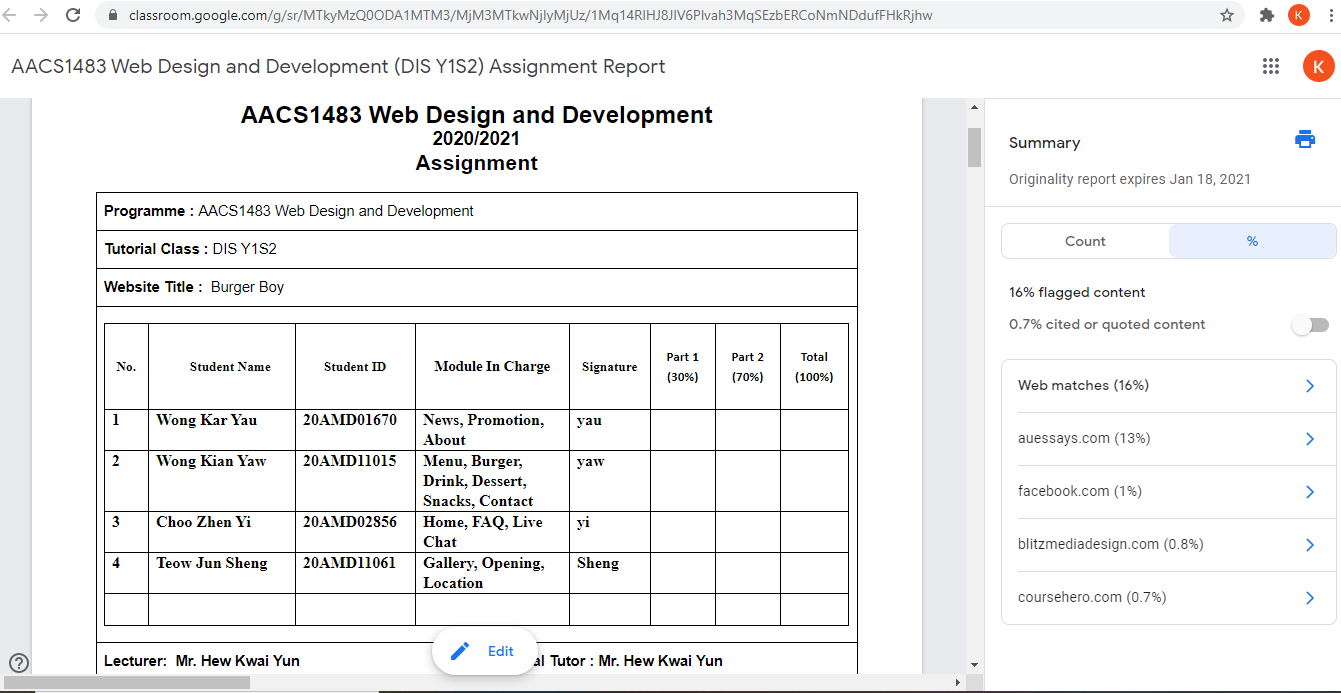 classroom.google.com/g/sr/MTkyMzQ0ODA1MTM3/MjM3MTkwNjIyMjUz/1Mq14RIHJ8JIV6PIvah3MqSEzbERCoNmNDdufFHkRjhw
K
AACS1483 Web Design and Development (DIS Y1S2) Assignment Report
K
AACS1483 Web Design and Development
2020/2021
Assignment
Programme : AACS1483 Web Design and Development
Tutorial Class : DIS Y1S2
Website Title : Burger Boy
No. Student Name Student ID Module In Charge Signature Part 1 (30%) Part 2 (70%) Total (100%)
1 Wong Kar Yau 20AMD01670 News, Promotion, yau
About
2 Wong Kian Yaw 20AMD11015 Menu, Burger, yaw
Drink, Dessert,
Snacks, Contact
3 Choo Zhen Yi 20AMD02856 Home, FAQ, Live yi
Chat
4 Teow Jun Sheng 20AMD11061 Gallery, Opening, Sheng
Location
Lecturer: Mr. Hew Kwai Yun al Tutor : Mr. Hew Kwai Yun
Edit
Summary
Originality report expires Jan 18, 2021
Count %
16% flagged content
0.7% cited or quoted content
Web matches (16%)
auessays.com (13%)
facebook.com (1%)
blitzmediadesign.com (0.8%)
coursehero.com (0.7%)